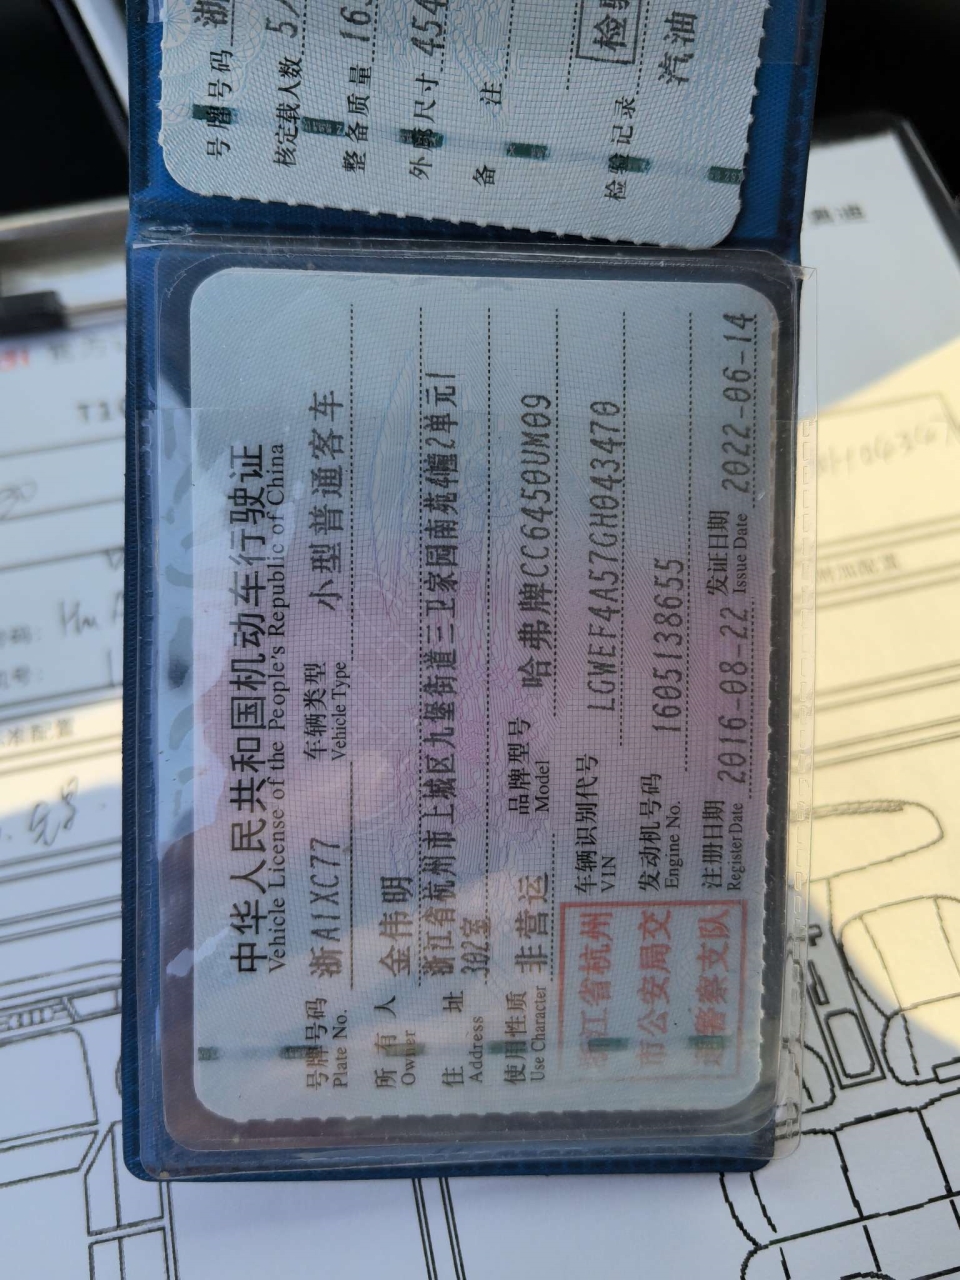 中华人民共和国机动车行驶证
Vehicle License of the People's Republic of China
号牌号码 浙A1XC77 车辆类型 小型普通客车
Plate No. Vehicle Type
所有人 金伟明
Owner
住址 浙江省杭州市上城区九堡街道三卫家园南苑4幢2单元1
Address 302室
使用性质 非营运 品牌型号 哈弗牌CC6450UM09
Use Character Model
浙江省杭州
市公安局交
通警察支队
车辆识别代号 LGWEF4A57GH043470
VIN
发动机号码 1605138655
Engine No.
注册日期 2016-08-22 发证日期 2022-06-14
Register Date Issue Date
号牌号码 浙
核定载人数 5
整备质量 16
外廓尺寸 454
备注
检验记录
汽油